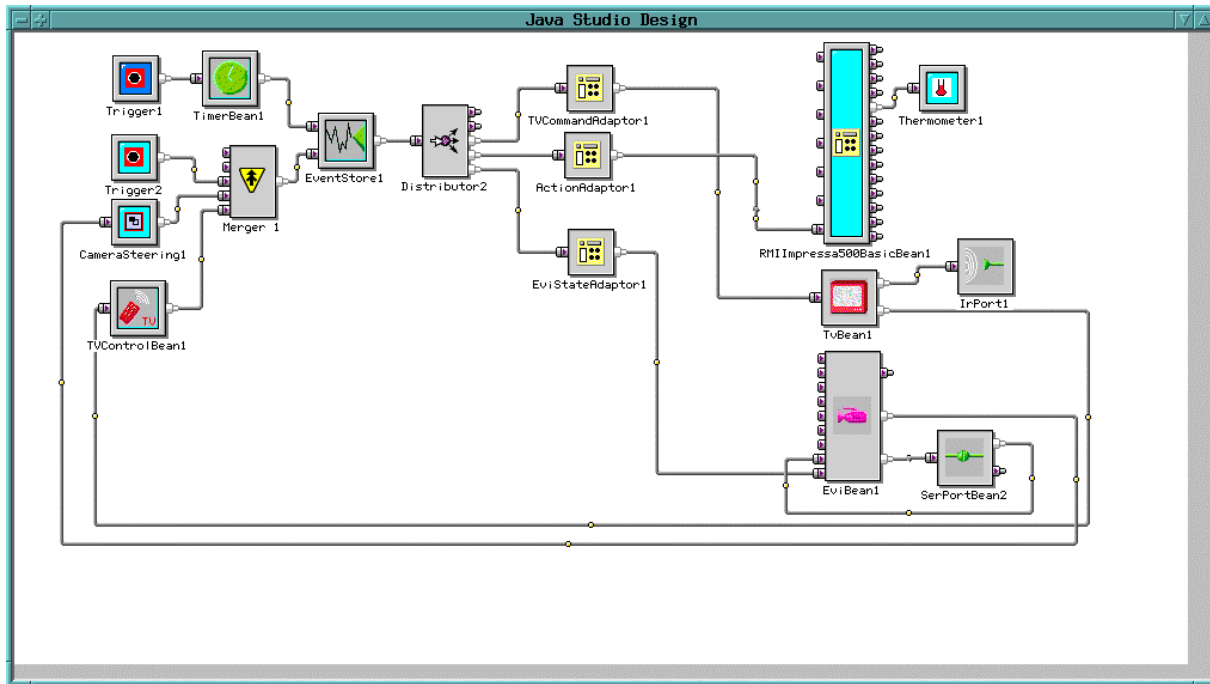 Java Studio Design
Trigger1
TimerBean1
TVCommandAdaptor1
Thermometer1
EventStore1
Trigger2
Distributor2
ActionAdaptor1
Merger 1
CameraSteering1
RMIImpressa500BasicBean1
EviStateAdaptor1
IrPort1
TV
TvBean1
TVControlBean1
EviBean1
SerPortBean2